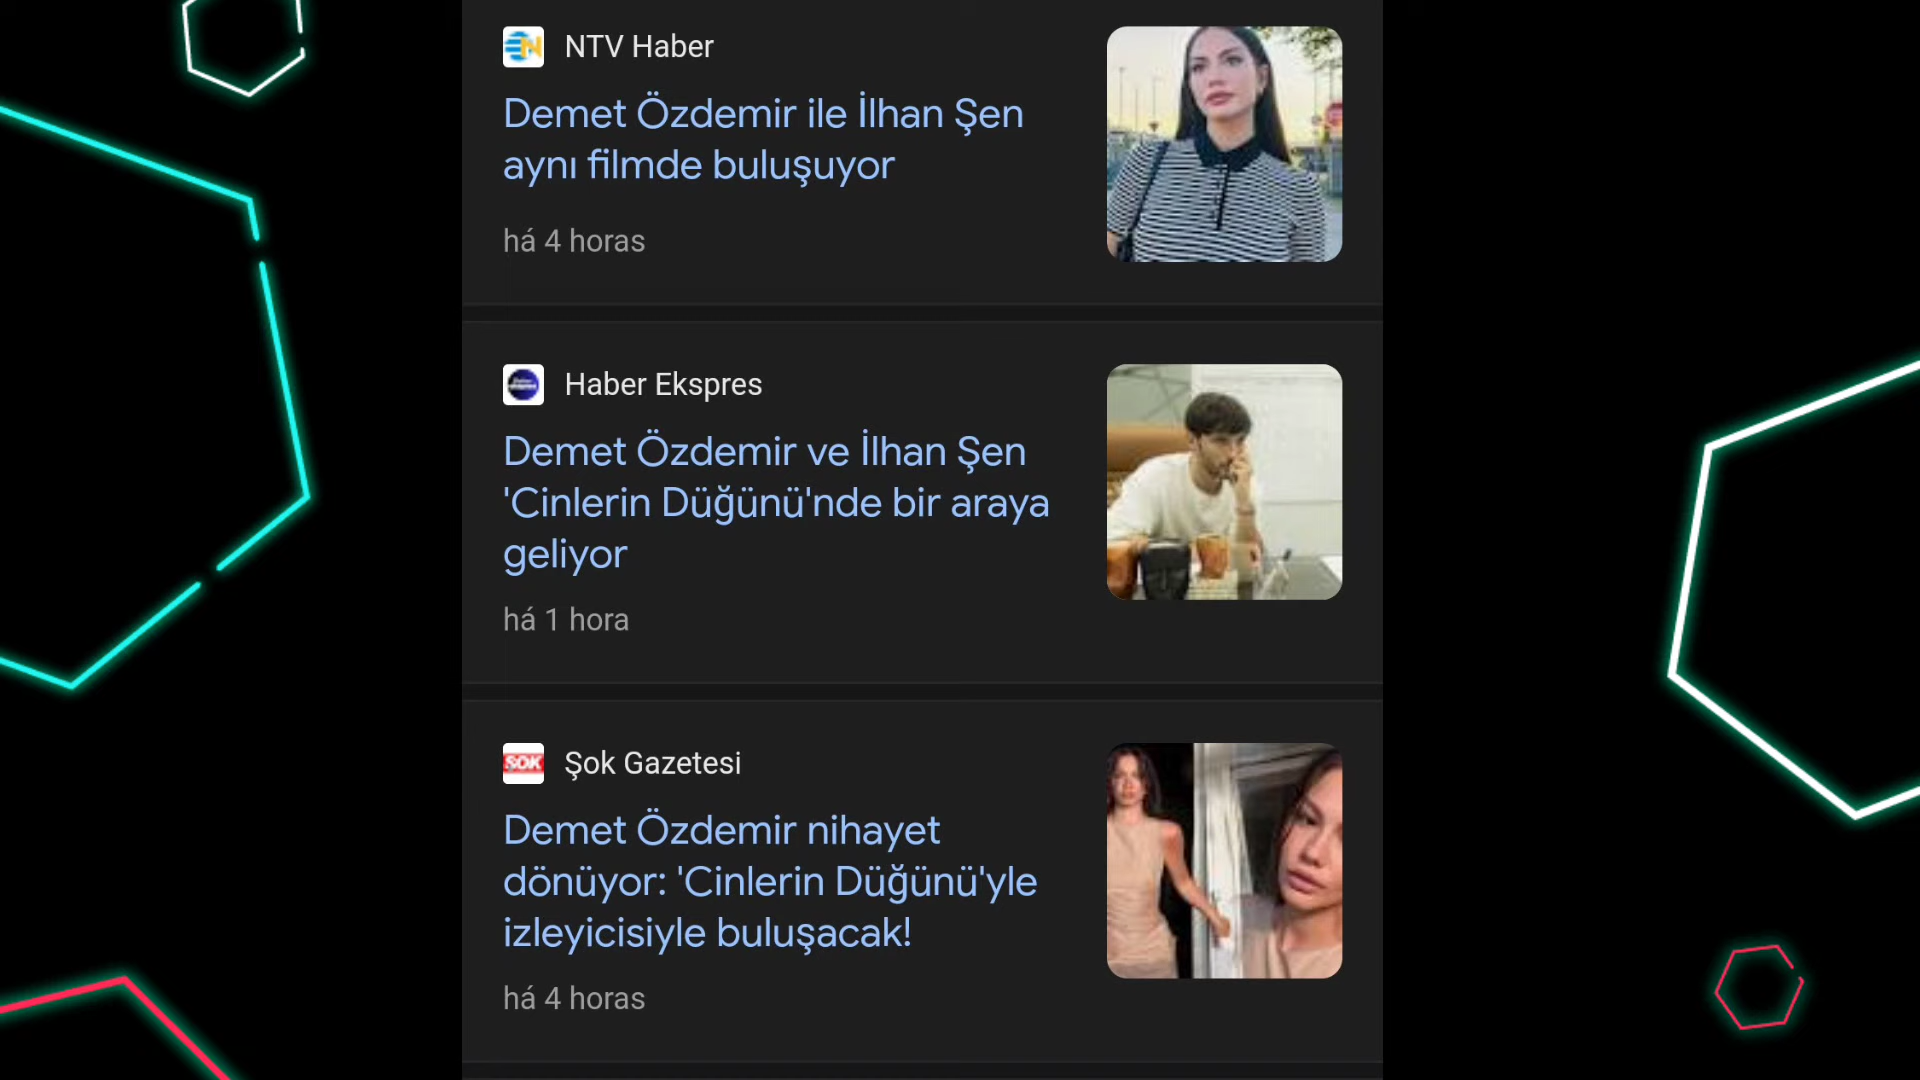 NTV Haber
Demet Özdemir ile İlhan Şen
aynı filmde buluşuyor
há 4 horas
Haber Ekspres
Demet Özdemir ve İlhan Şen
'Cinlerin Düğünü'nde bir araya
geliyor
há 1 hora
ŞOK
Şok Gazetesi
Demet Özdemir nihayet
dönüyor: 'Cinlerin Düğünü'yle
izleyicisiyle buluşacak!
há 4 horas